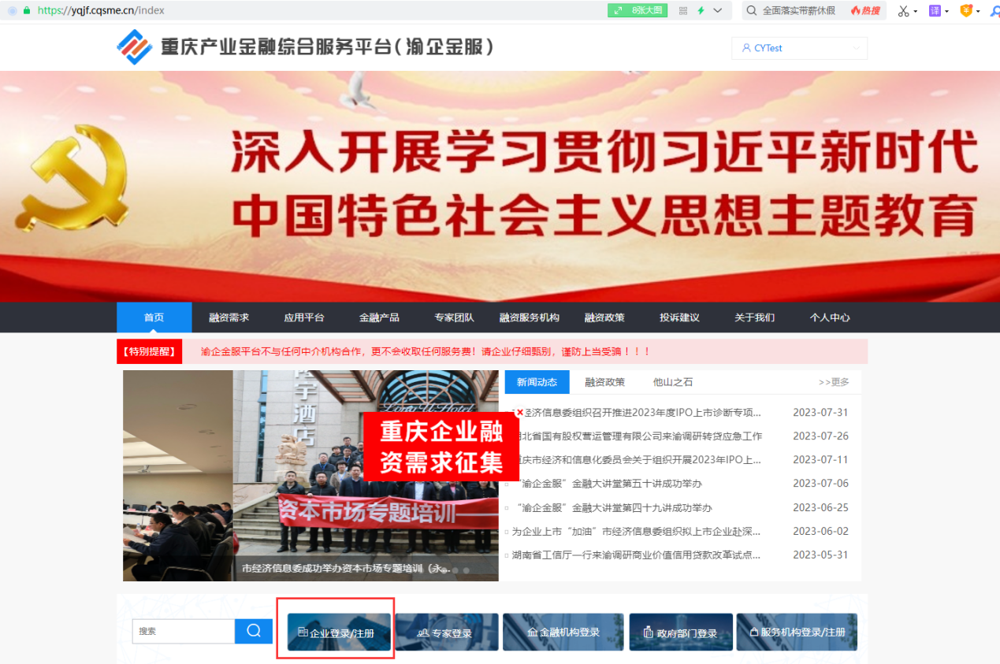 https://yqjf.cqsme.cn/index
8张大图
全面落实带薪休假
热搜
译
重庆产业金融综合服务平台(渝企金服)
CYTest
深入开展学习贯彻习近平新时代
中国特色社会主义思想主题教育
首页 融资需求 应用平台 金融产品 专家团队 融资服务机构 融资政策 投诉建议 关于我们 个人中心
【特别提醒】 渝企金服平台不与任何中介机构合作，更不会收取任何服务费！请企业仔细甄别，谨防上当受骗！！！
酒店
资本市场专题培训
市经济信息委成功举办资本市场专题培训（永...
重庆企业融
资需求征集
新闻动态 融资政策 他山之石 >>更多
经济信息委组织召开推进2023年度IPO上市诊断专项... 2023-07-31
北省国有股权营运管理有限公司来渝调研转贷应急工作 2023-07-26
庆市经济和信息化委员会关于组织开展2023年IPO上... 2023-07-11
“渝企金服”金融大讲堂第五十讲成功举办 2023-07-06
“渝企金服”金融大讲堂第四十九讲成功举办 2023-06-25
为企业上市“加油”市经济信息委组织拟上市企业赴深... 2023-06-02
湖南省工信厅一行来渝调研商业价值信用贷款改革试点... 2023-05-31
搜索
企业登录/注册 专家登录 金融机构登录 政府部门登录 服务机构登录/注册